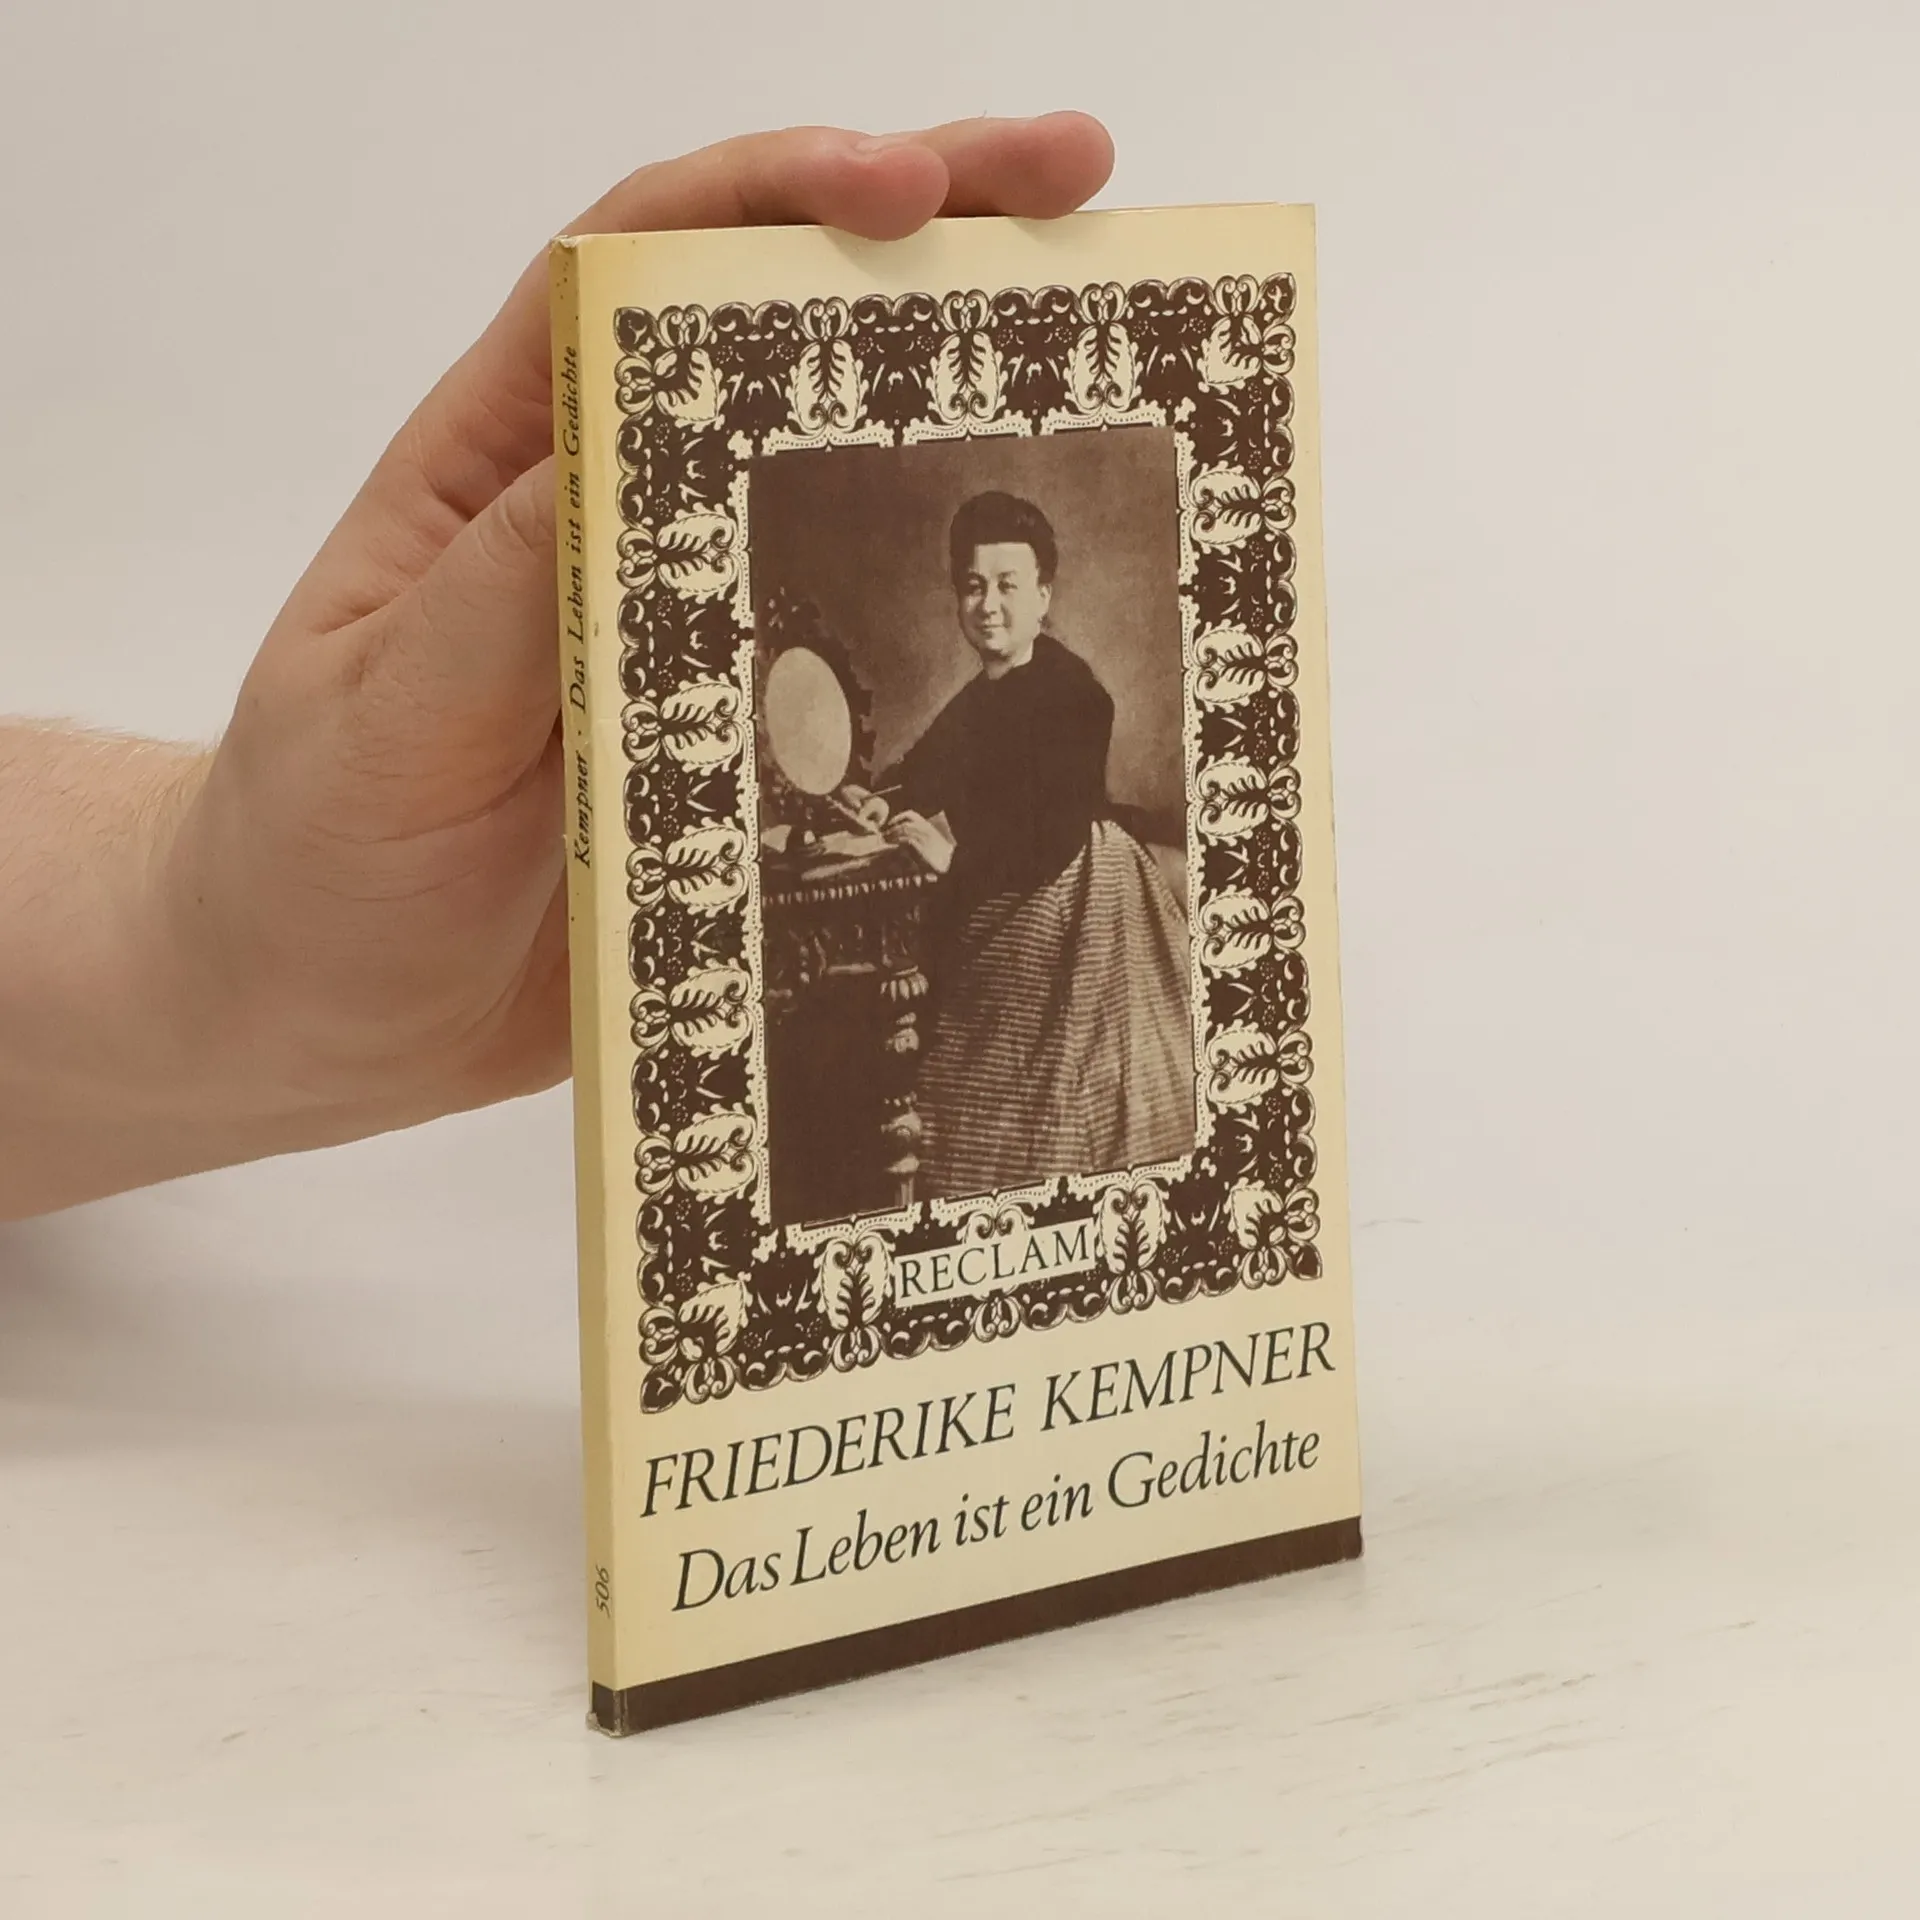 Kempner · Das Leben ist ein Gedichte
506
RECLAM
FRIEDERIKE KEMPNER
Das Leben ist ein Gedichte